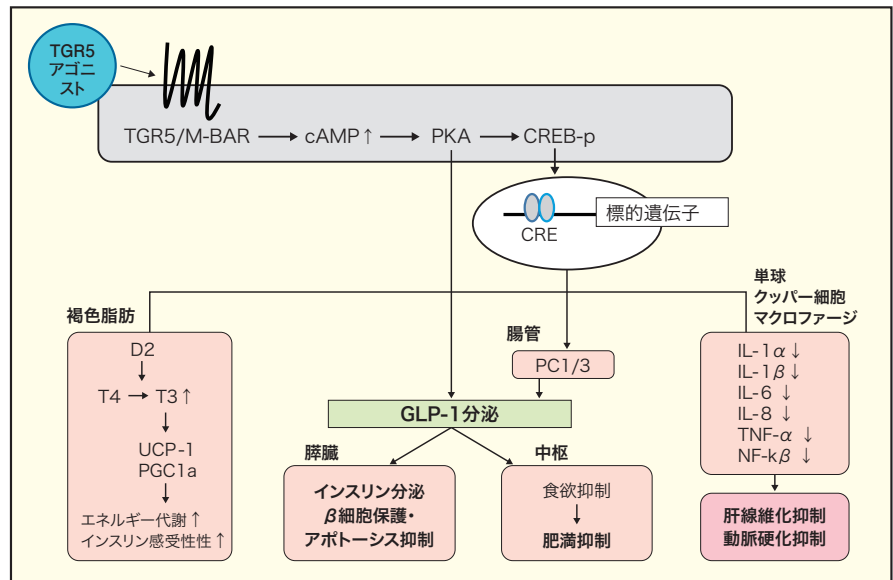 TGR5
アゴニ
スト
TGR5/M-BAR → cAMP↑ → PKA → CREB-p
標的遺伝子
CRE
単球
クッパー細胞
マクロファージ
褐色脂肪
D2
T4 → T3↑
UCP-1
PGC1a
エネルギー代謝↑
インスリン感受性性↑
腸管
PC1/3
GLP-1分泌
膵臓
インスリン分泌
β細胞保護・
アポトーシス抑制
中枢
食欲抑制
肥満抑制
IL-1α↓
IL-1β↓
IL-6 ↓
IL-8 ↓
TNF-α ↓
NF-kβ ↓
肝線維化抑制
動脈硬化抑制